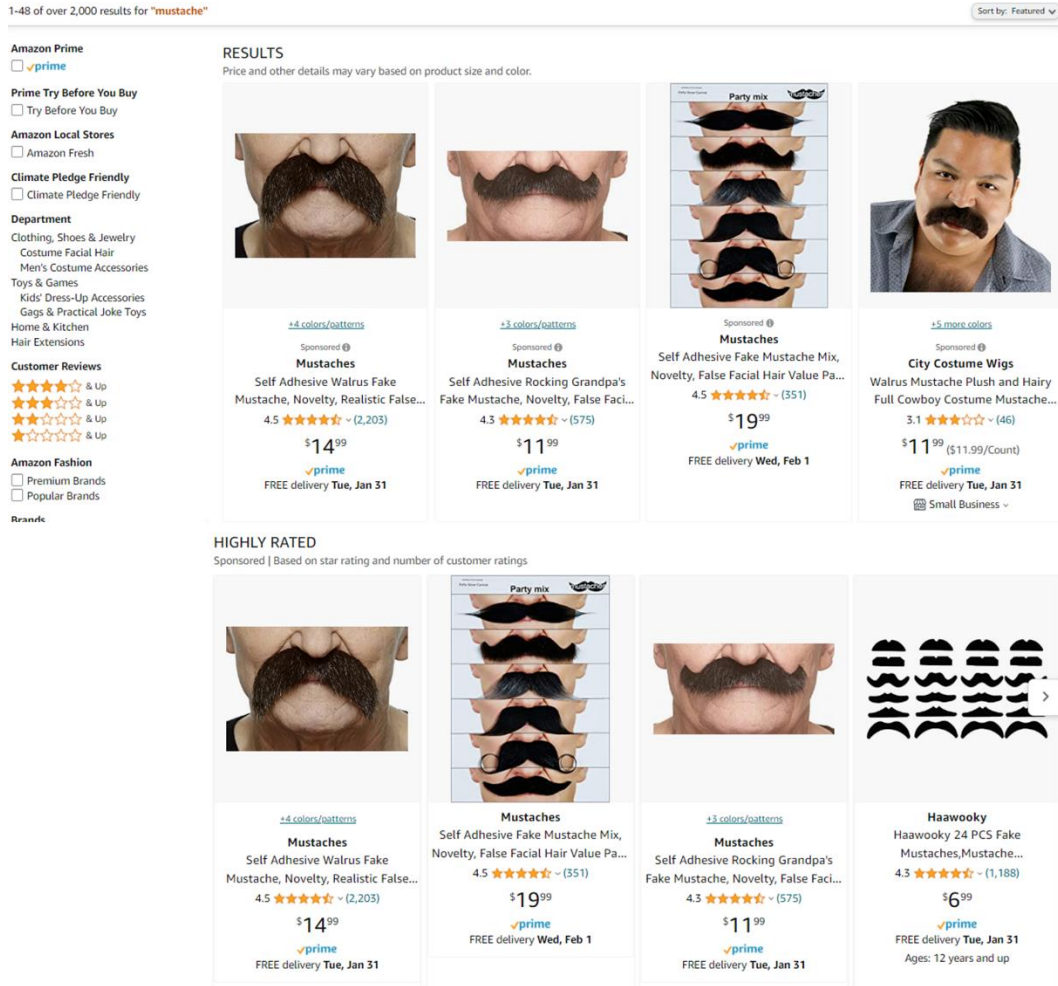 1-48 of over 2,000 results for "mustache"
Sort by: Featured
Amazon Prime
prime
Prime Try Before You Buy
Try Before You Buy
Amazon Local Stores
Amazon Fresh
Climate Pledge Friendly
Climate Pledge Friendly
Department
Clothing, Shoes & Jewelry
Costume Facial Hair
Men's Costume Accessories
Toys & Games
Kids' Dress-Up Accessories
Gags & Practical Joke Toys
Home & Kitchen
Hair Extensions
Customer Reviews
& Up
& Up
& Up
& Up
Amazon Fashion
Premium Brands
Popular Brands
Brands
RESULTS
Price and other details may vary based on product size and color.
+4 colors/patterns
Sponsored
Mustaches
Self Adhesive Walrus Fake
Mustache, Novelty, Realistic False...
4.5 (2,203)
$14.99
prime
FREE delivery Tue, Jan 31
+3 colors/patterns
Sponsored
Mustaches
Self Adhesive Rocking Grandpa's
Fake Mustache, Novelty, False Faci...
4.3 (575)
$11.99
prime
FREE delivery Tue, Jan 31
Party mix
Sponsored
Mustaches
Self Adhesive Fake Mustache Mix,
Novelty, False Facial Hair Value Pa...
4.5 (351)
$19.99
prime
FREE delivery Wed, Feb 1
+5 more colors
Sponsored
City Costume Wigs
Walrus Mustache Plush and Hairy
Full Cowboy Costume Mustache...
3.1 (46)
$11.99 ($11.99/Count)
prime
FREE delivery Tue, Jan 31
Small Business
HIGHLY RATED
Sponsored | Based on star rating and number of customer ratings
+4 colors/patterns
Mustaches
Self Adhesive Walrus Fake
Mustache, Novelty, Realistic False...
4.5 (2,203)
$14.99
prime
FREE delivery Tue, Jan 31
Party mix
Mustaches
Self Adhesive Fake Mustache Mix,
Novelty, False Facial Hair Value Pa...
4.5 (351)
$19.99
prime
FREE delivery Wed, Feb 1
+3 colors/patterns
Mustaches
Self Adhesive Rocking Grandpa's
Fake Mustache, Novelty, False Faci...
4.3 (575)
$11.99
prime
FREE delivery Tue, Jan 31
Haawooky
Haawooky 24 PCS Fake
Mustaches,Mustache...
4.3 (1,188)
$6.99
prime
FREE delivery Tue, Jan 31
Ages: 12 years and up